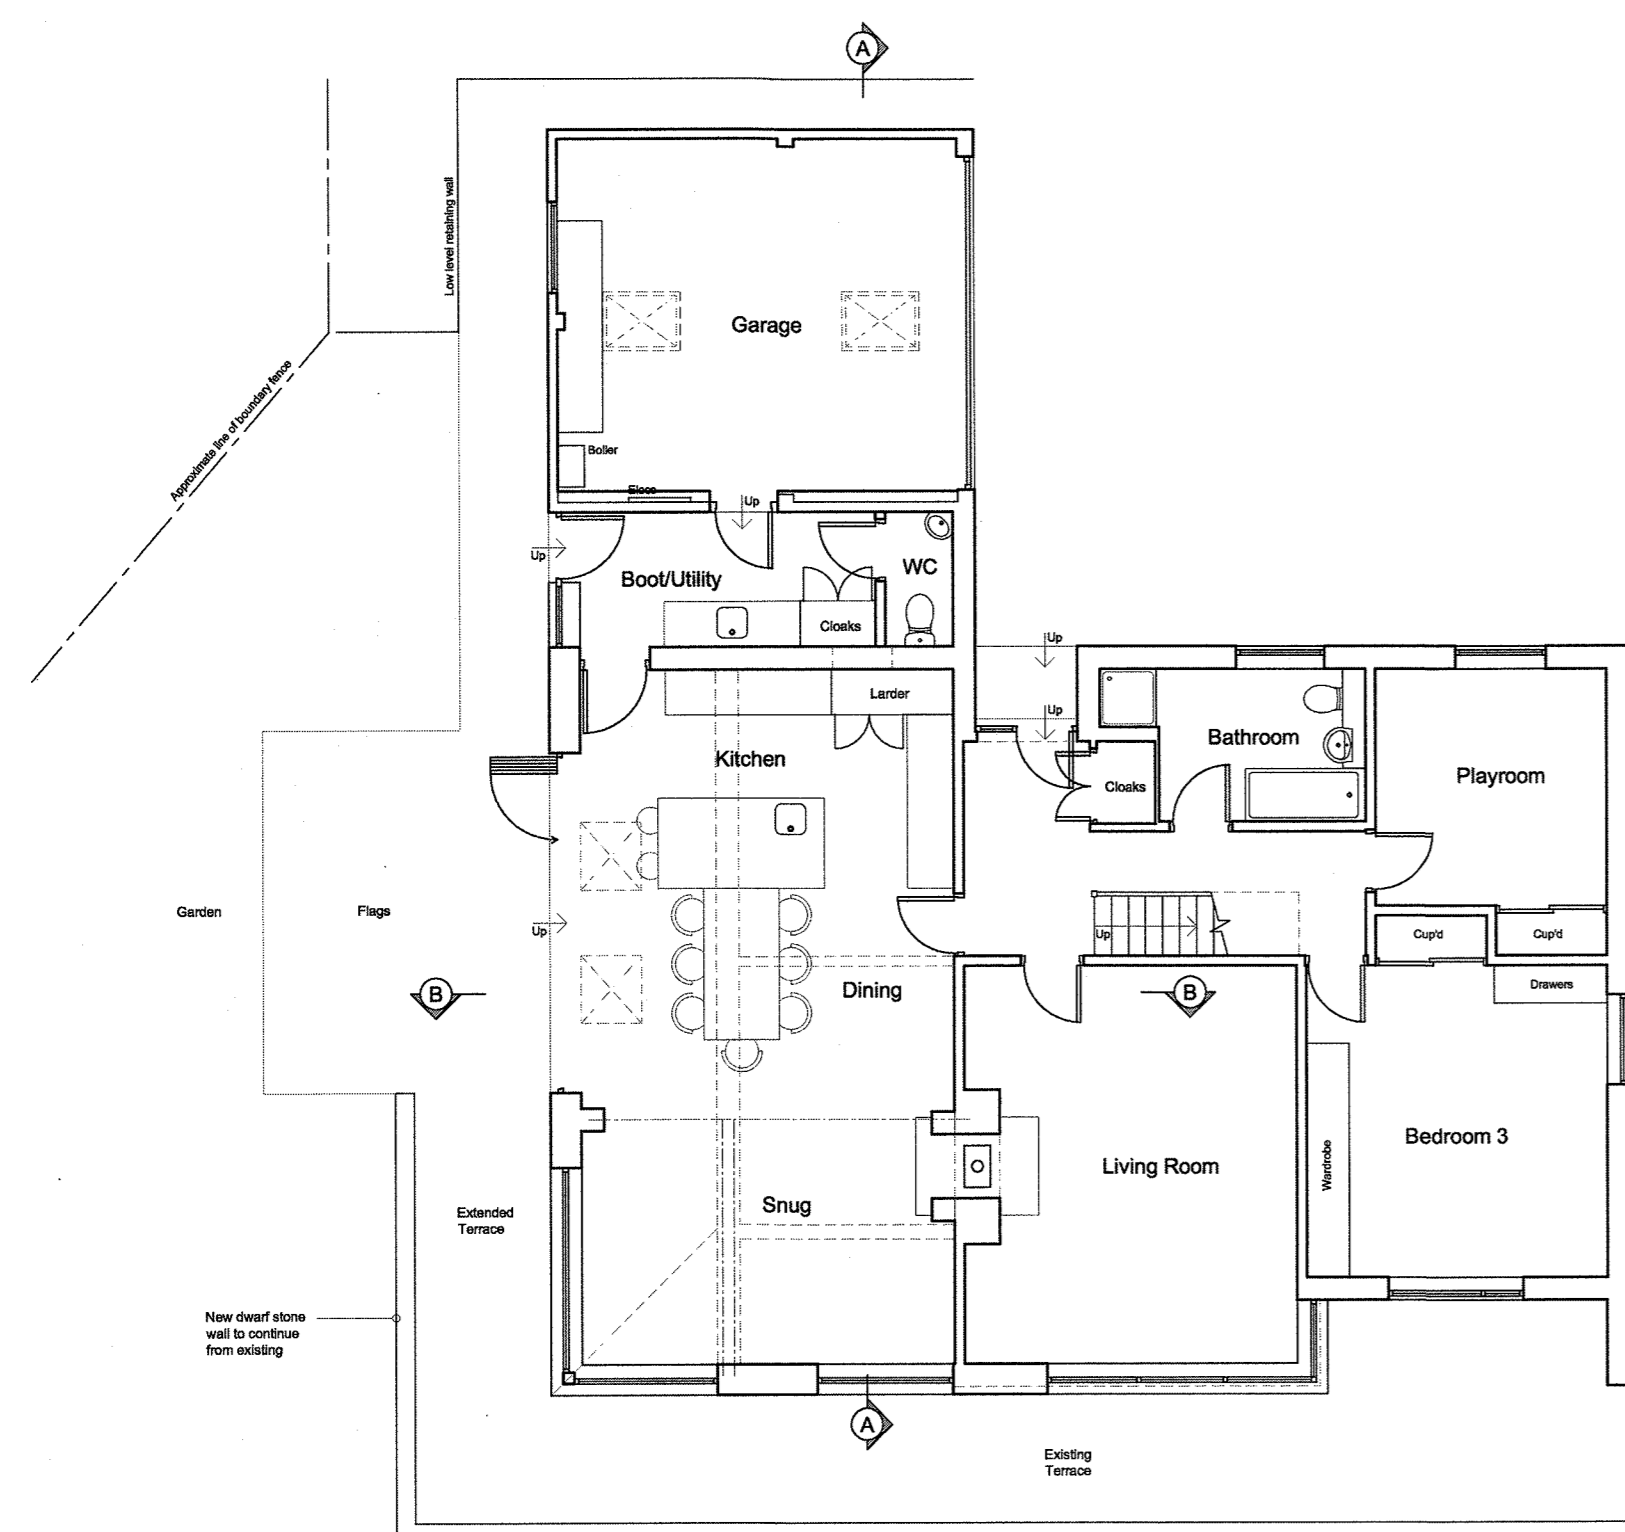 A
Low level retaining wall
Garage
Approximate line of boundary fence
Boiler
Elecs
Up
Up
Boot/Utility
WC
Cloaks
Up
Larder
Up
Kitchen
Bathroom
Cloaks
Playroom
Garden
Flags
Up
Up
Cup'd
Cup'd
B
Dining
B
Drawers
Bedroom 3
Wardrobe
Living Room
Snug
Extended
Terrace
New dwarf stone
wall to continue
from existing
A
Existing
Terrace